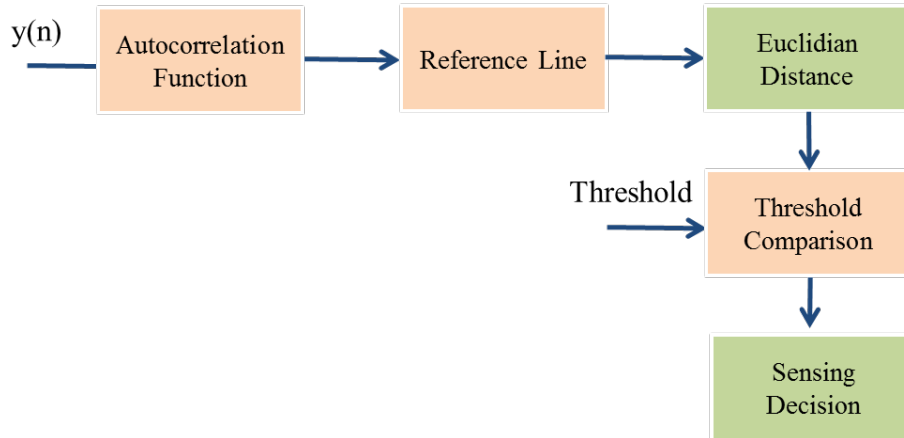 y(n)
Autocorrelation
Function
Reference Line
Euclidian
Distance
Threshold
Threshold
Comparison
Sensing
Decision